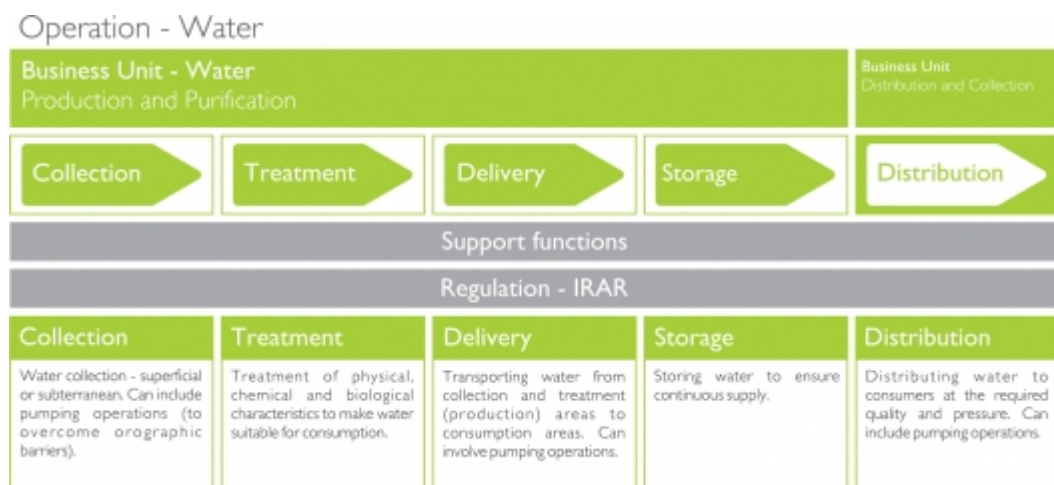 Operation - Water
Business Unit - Water
Production and Purification
Business Unit
Distribution and Collection
Collection
Treatment
Delivery
Storage
Distribution
Support functions
Regulation - IRAR
Collection
Water collection - superficial
or subterranean. Can include
pumping operations (to
overcome orographic
barriers).
Treatment
Treatment of physical,
chemical and biological
characteristics to make water
suitable for consumption.
Delivery
Transporting water from
collection and treatment
(production) areas to
consumption areas. Can
involve pumping operations.
Storage
Storing water to ensure
continuous supply.
Distribution
Distributing water to
consumers at the required
quality and pressure. Can
include pumping operations.